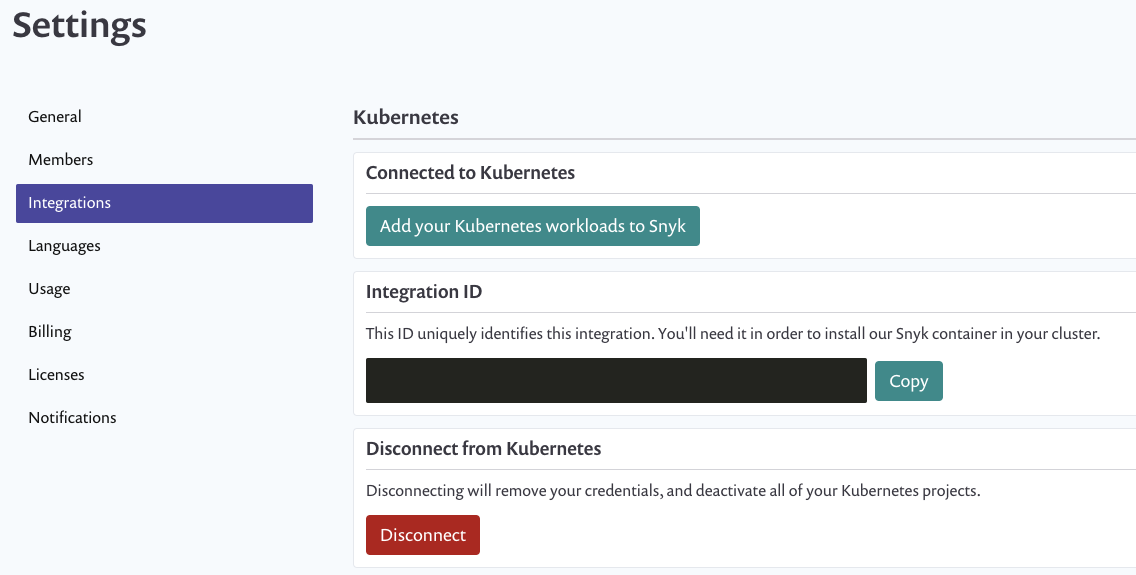 Settings
General
Members
Integrations
Languages
Usage
Billing
Licenses
Notifications
Kubernetes
Connected to Kubernetes
Add your Kubernetes workloads to Snyk
Integration ID
This ID uniquely identifies this integration. You'll need it in order to install our Snyk container in your cluster.
Copy
Disconnect from Kubernetes
Disconnecting will remove your credentials, and deactivate all of your Kubernetes projects.
Disconnect